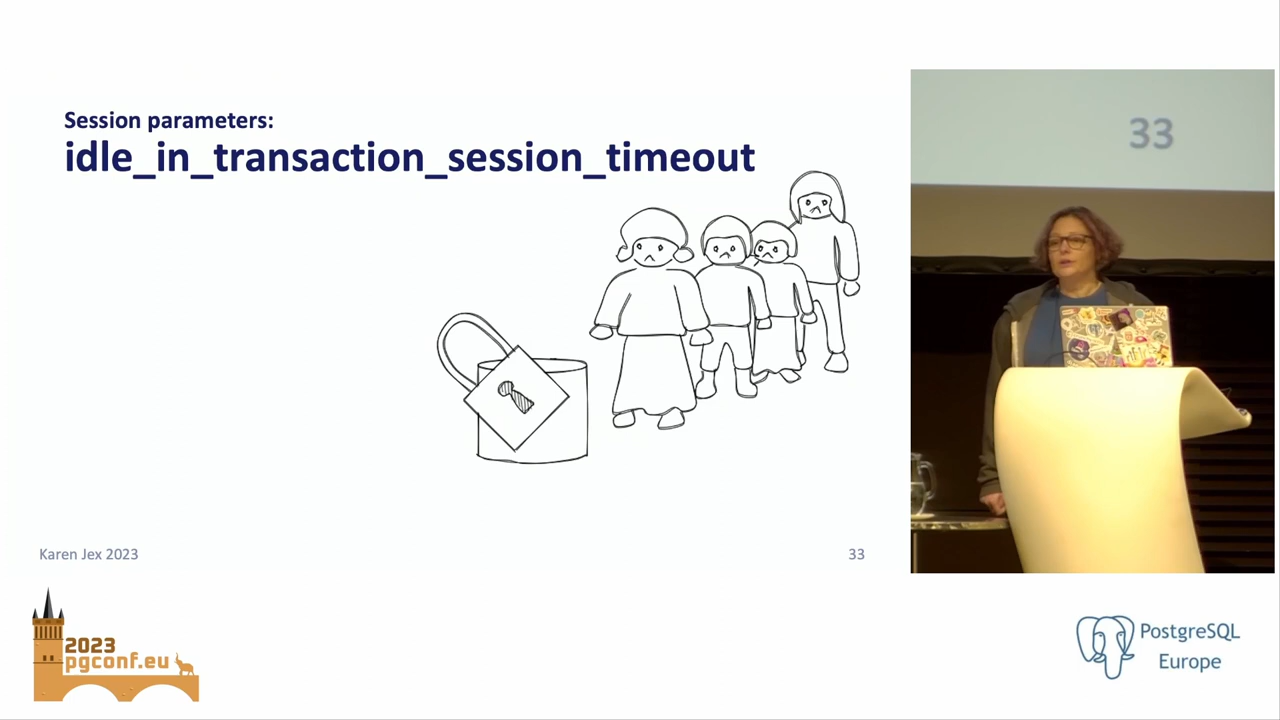 Session parameters:
idle_in_transaction_session_timeout
33
Karen Jex 2023
33
2023
pgconf.eu
PostgreSQL
Europe